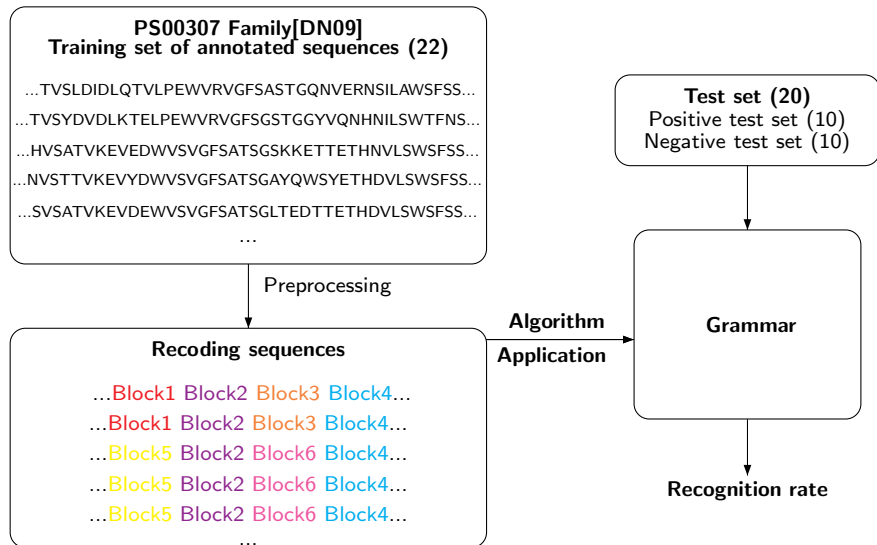 PS00307 Family[DN09]
Training set of annotated sequences (22)
...TVSLDIDLQTVLPEWVRVGFSASTGQNVERNSILAWSFSS...
...TVSYDVDLKTELPEWVRVGFSGSTGGYVQNHNILSWTFNS...
...HVSATVKEVEDWVSVGFSATSGSKKETTETHNVLSWSFSS...
...NVSTTVKEVYDWVSVGFSATSGAYQWSYETHDVLSWSFSS...
...SVSATVKEVDEWVSVGFSATSGLTEDTTETHDVLSWSFSS...
...
Preprocessing
Recoding sequences
...Block1 Block2 Block3 Block4...
...Block1 Block2 Block3 Block4...
...Block5 Block2 Block6 Block4...
...Block5 Block2 Block6 Block4...
...Block5 Block2 Block6 Block4...
...
Algorithm
Application
Test set (20)
Positive test set (10)
Negative test set (10)
Grammar
Recognition rate